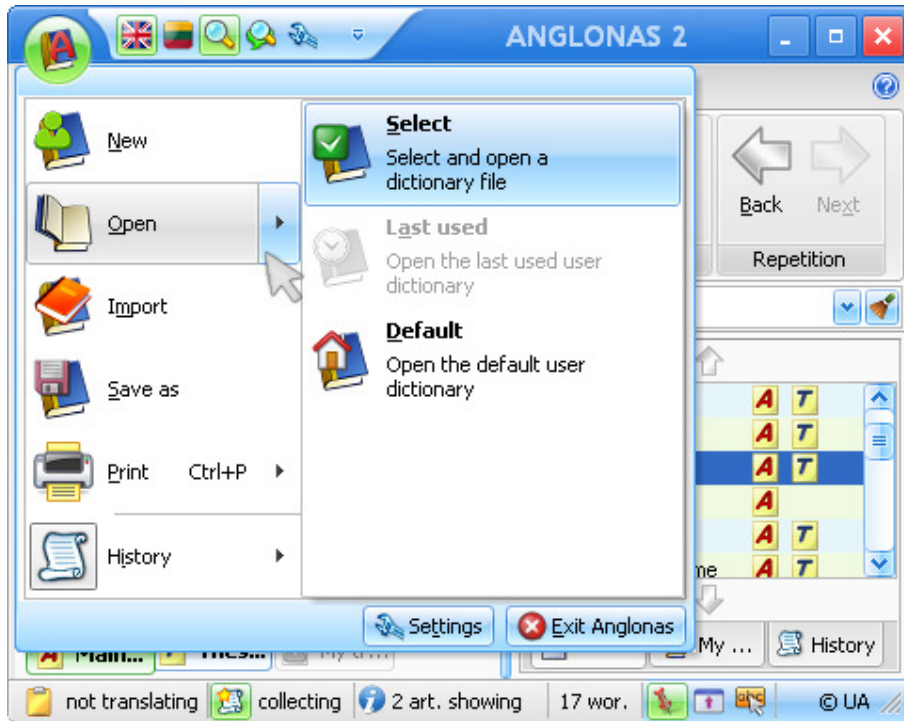 ANGLONAS 2
New
Open
Import
Save as
Print Ctrl+P
History
Select
Select and open a
dictionary file
Last used
Open the last used user
dictionary
Default
Open the default user
dictionary
Settings
Exit Anglonas
Back Next
Repetition
A T
A T
A T
A
A T
me A T
Main...
My ...
History
not translating
collecting
2 art. showing
17 wor.
abc
© UA